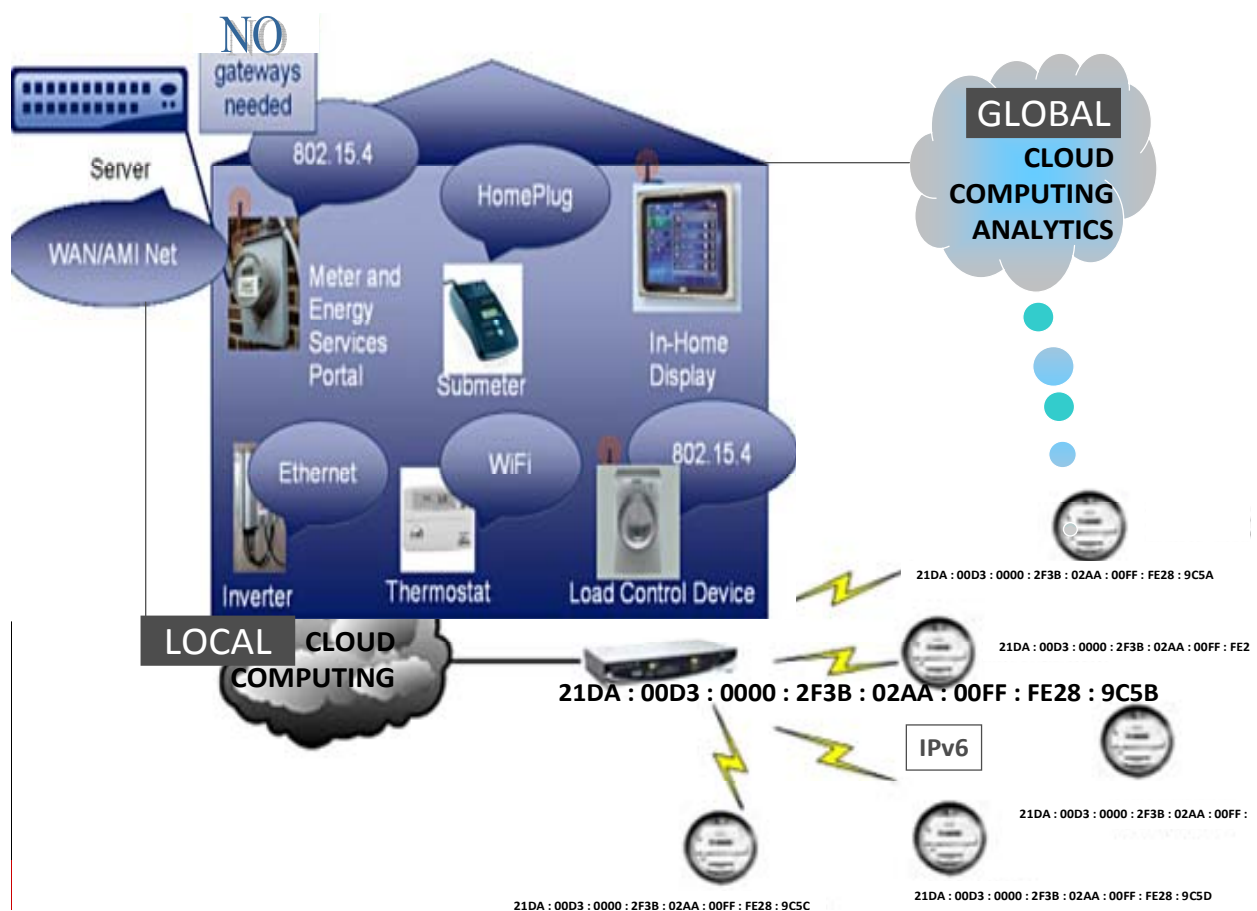 NO
gateways
needed
802.15.4
Server
HomePlug
WAN/AMI Net
Meter and
Energy
Services
Portal
Submeter
In-Home
Display
GLOBAL
CLOUD
COMPUTING
ANALYTICS
Ethernet
WiFi
802.15.4
Inverter
Thermostat
Load Control Device
21DA : 00D3 : 0000 : 2F3B : 02AA : 00FF : FE28 : 9C5A
LOCAL CLOUD
COMPUTING
21DA : 00D3 : 0000 : 2F3B : 02AA : 00FF : FE2
21DA : 00D3 : 0000 : 2F3B : 02AA : 00FF : FE28 : 9C5B
IPv6
21DA : 00D3 : 0000 : 2F3B : 02AA : 00FF :
21DA : 00D3 : 0000 : 2F3B : 02AA : 00FF : FE28 : 9C5D
21DA : 00D3 : 0000 : 2F3B : 02AA : 00FF : FE28 : 9C5C